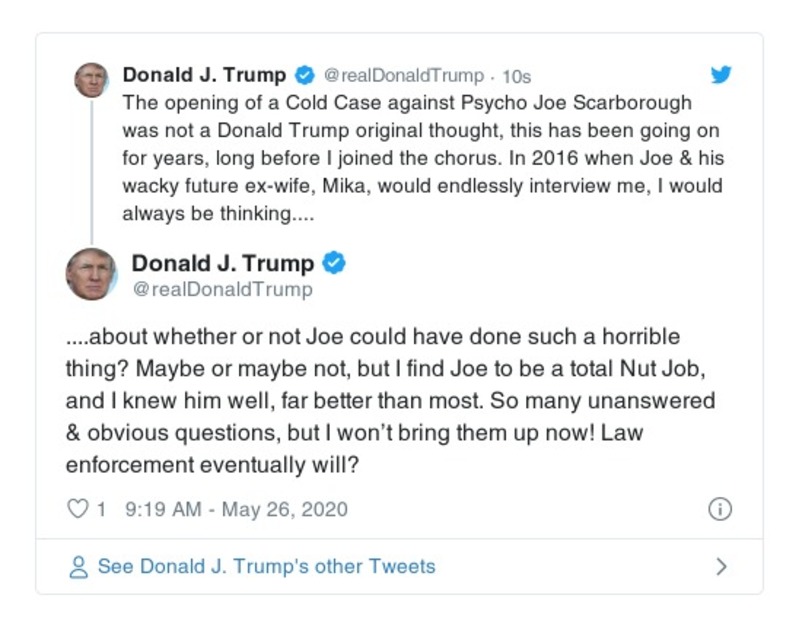 Donald J. Trump @realDonaldTrump · 10s
The opening of a Cold Case against Psycho Joe Scarborough
was not a Donald Trump original thought, this has been going on
for years, long before I joined the chorus. In 2016 when Joe & his
wacky future ex-wife, Mika, would endlessly interview me, I would
always be thinking....
Donald J. Trump
@realDonaldTrump
....about whether or not Joe could have done such a horrible
thing? Maybe or maybe not, but I find Joe to be a total Nut Job,
and I knew him well, far better than most. So many unanswered
& obvious questions, but I won’t bring them up now! Law
enforcement eventually will?
1 9:19 AM - May 26, 2020
See Donald J. Trump's other Tweets